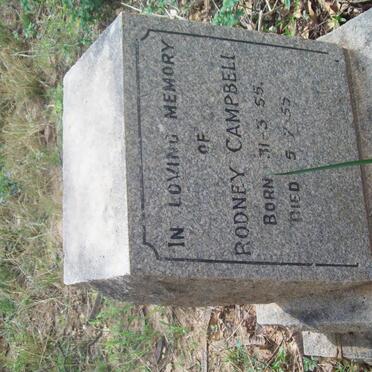 IN LOVING MEMORY
OF
RODNEY CAMPBELL
BORN 31-3 55.
DIED 5 7-55